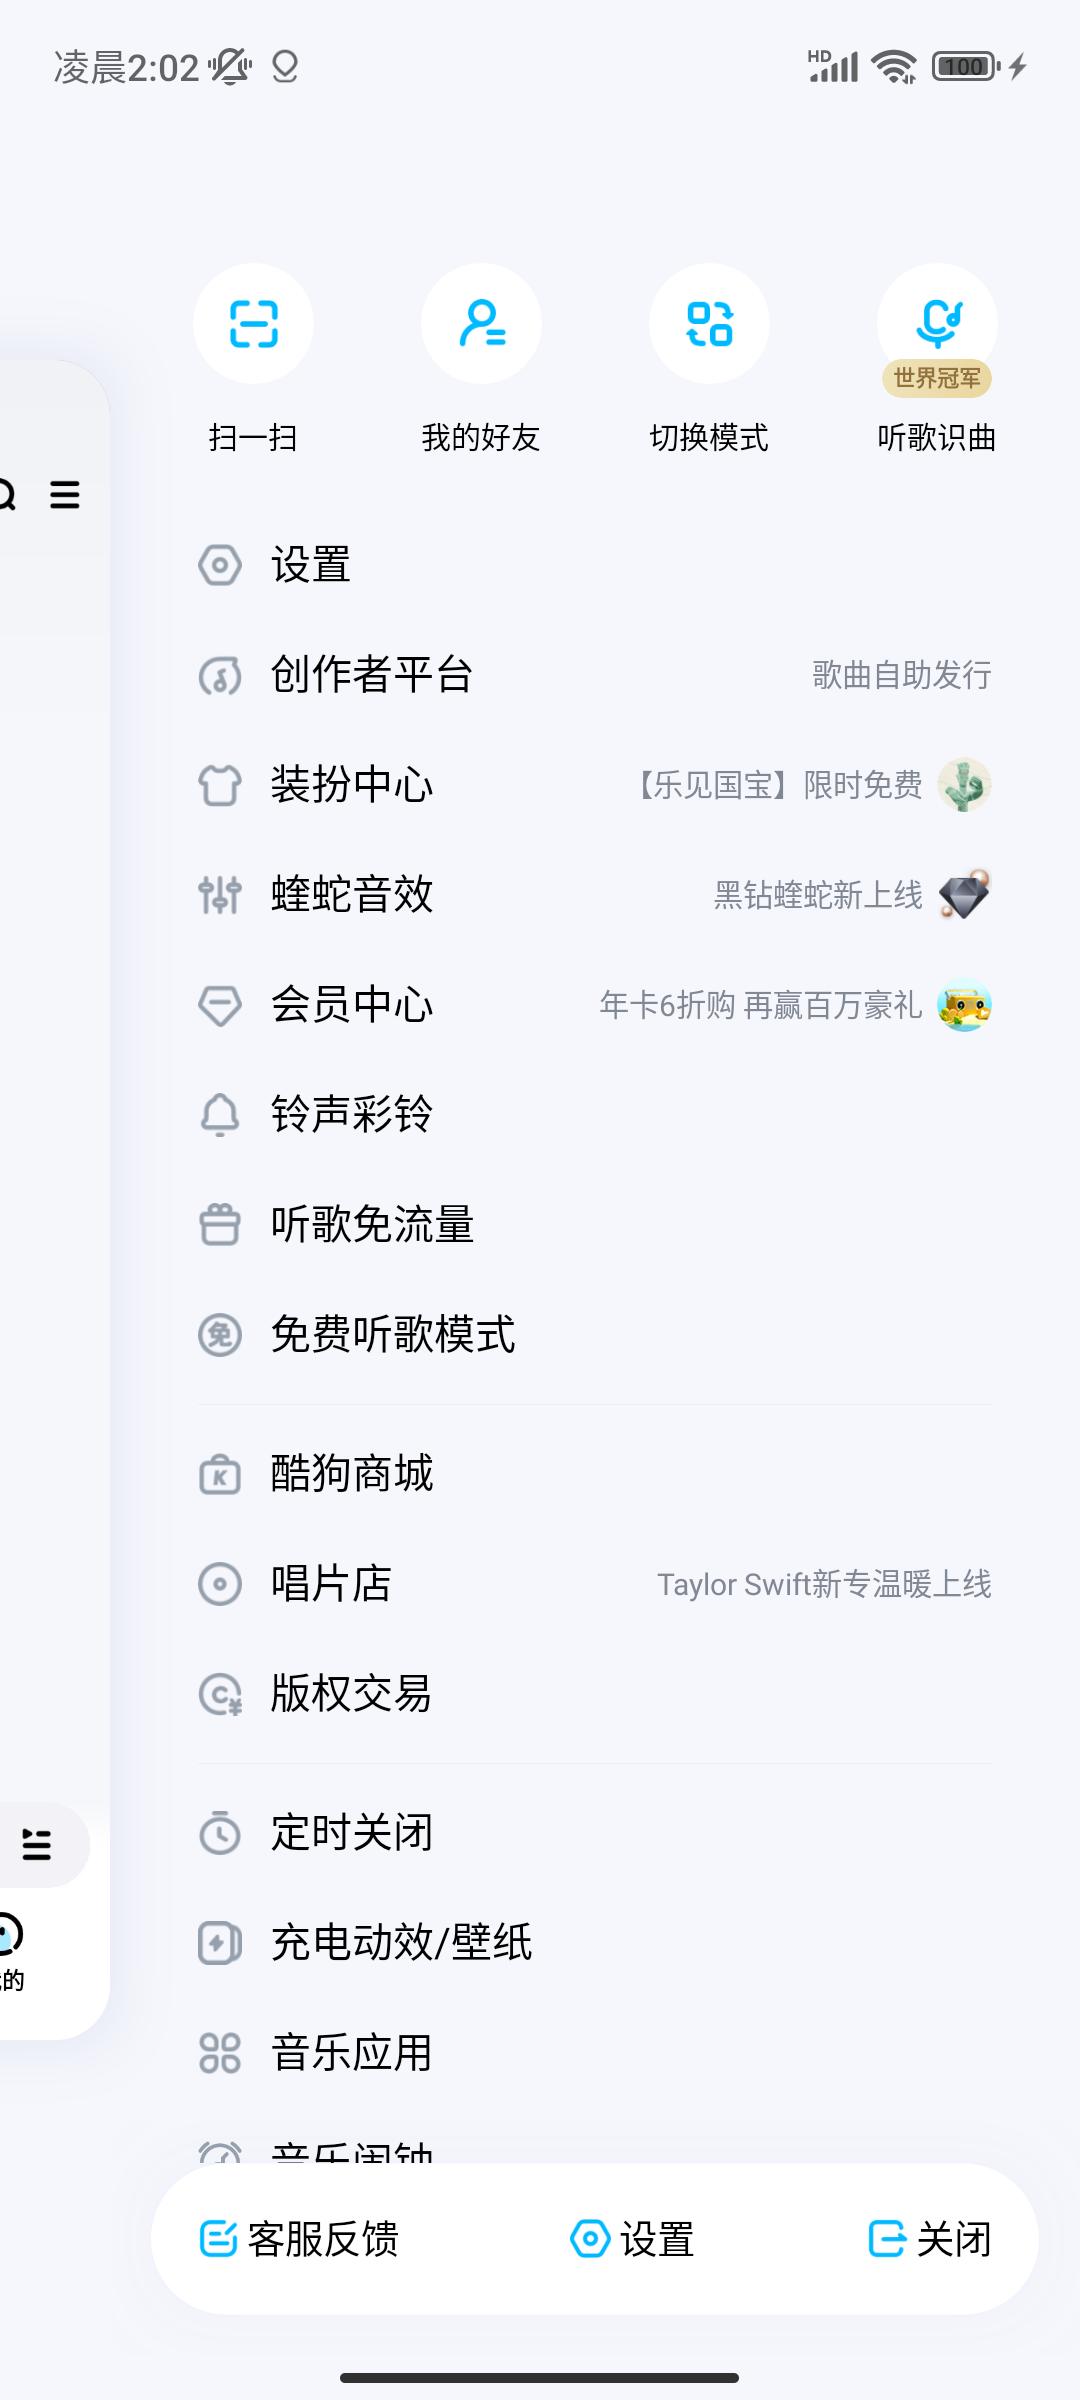 凌晨2:02
HD
100
世界冠军
扫一扫
我的好友
切换模式
听歌识曲
设置
创作者平台
歌曲自助发行
装扮中心
【乐见国宝】限时免费
蝰蛇音效
黑钻蝰蛇新上线
会员中心
年卡6折购 再赢百万豪礼
铃声彩铃
听歌免流量
免
免费听歌模式
K
酷狗商城
唱片店
Taylor Swift新专温暖上线
版权交易
定时关闭
充电动效/壁纸
音乐应用
音乐闹钟
的
客服反馈
设置
关闭